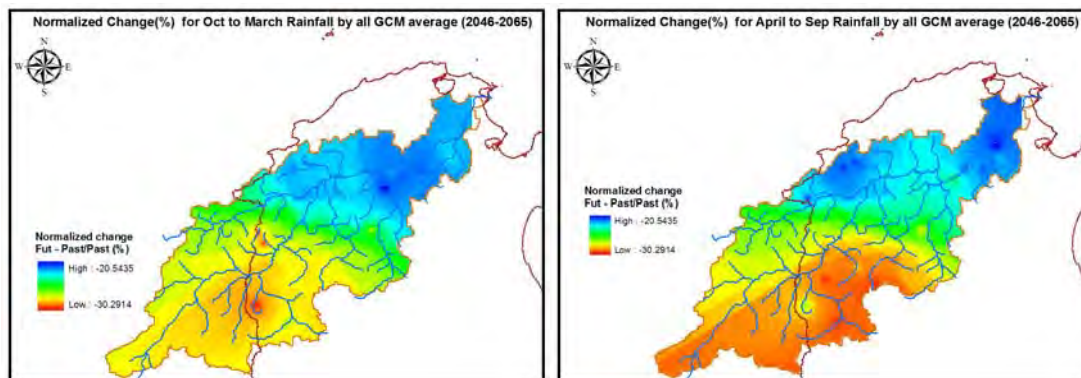 Normalized Change(%) for Oct to March Rainfall by all GCM average (2046-2065)
N
W
E
S
Normalized change
Fut - Past/Past (%)
High : -20.5435
Low : -30.2914
Normalized Change(%) for April to Sep Rainfall by all GCM average (2046-2065)
N
W
E
S
Normalized change
Fut - Past/Past (%)
High : -20.5435
Low : -30.2914